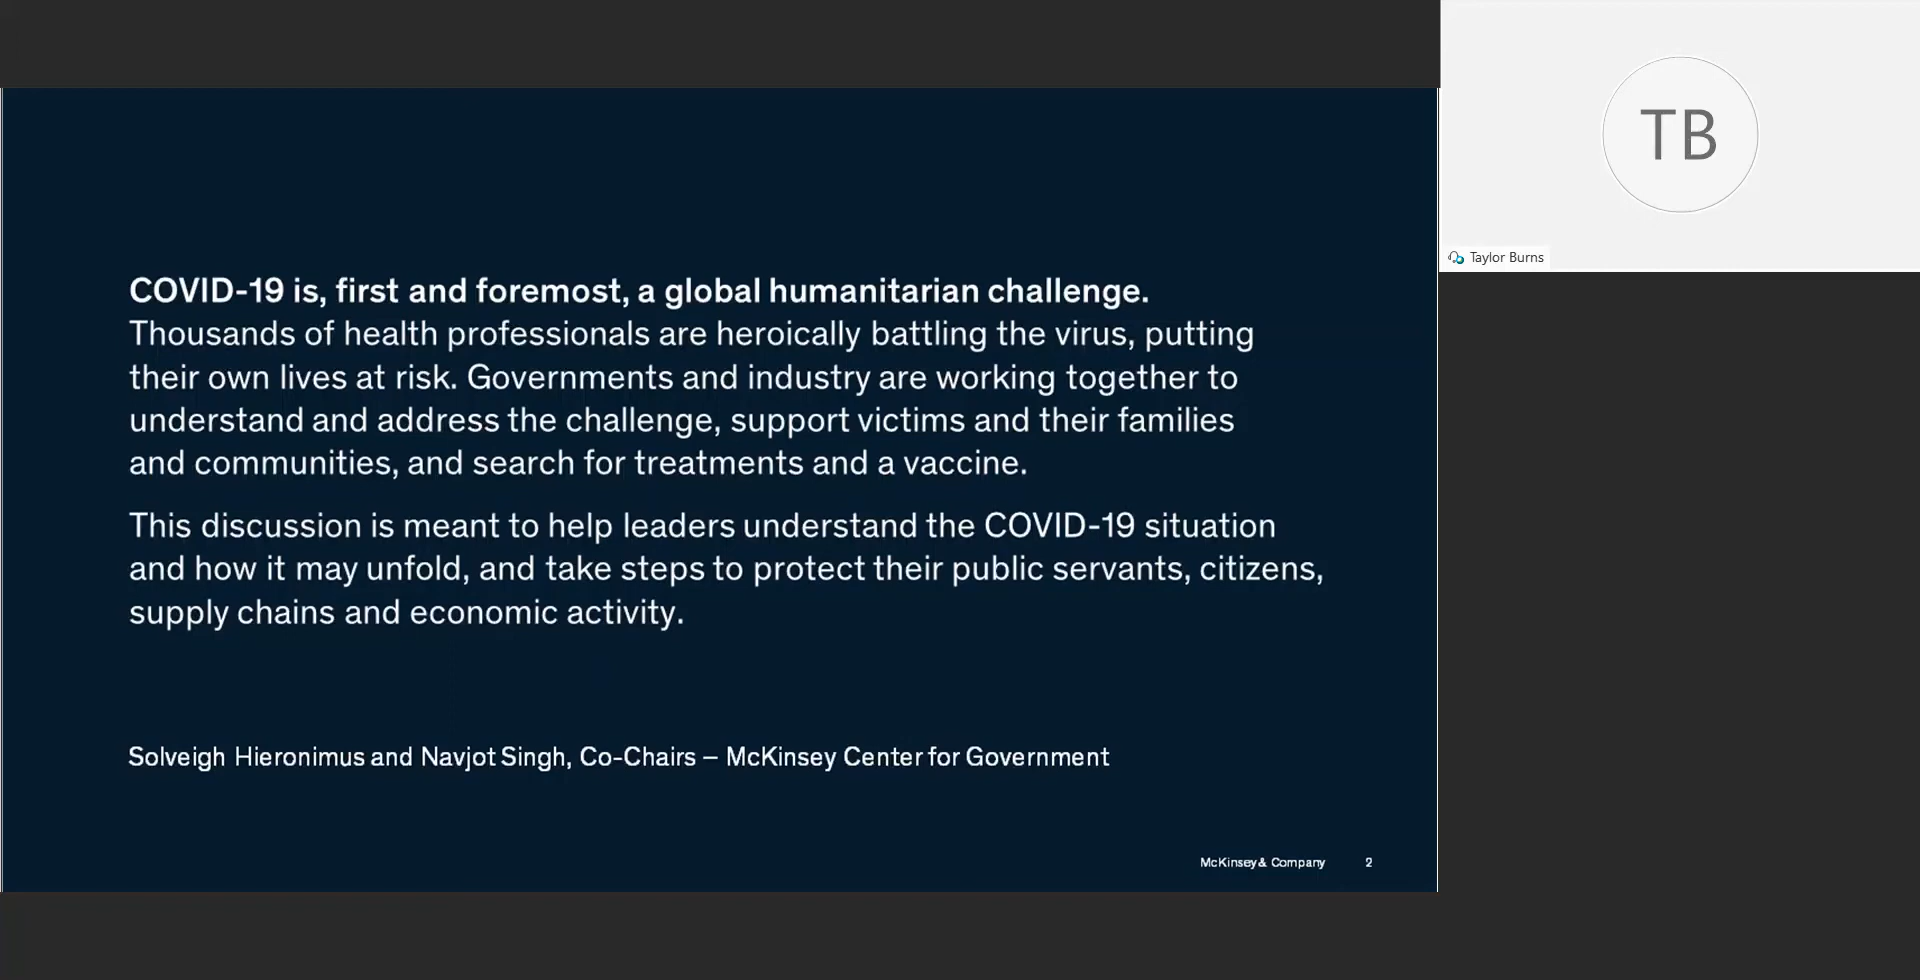 COVID-19 is, first and foremost, a global humanitarian challenge.
Thousands of health professionals are heroically battling the virus, putting
their own lives at risk. Governments and industry are working together to
understand and address the challenge, support victims and their families
and communities, and search for treatments and a vaccine.
This discussion is meant to help leaders understand the COVID-19 situation
and how it may unfold, and take steps to protect their public servants, citizens,
supply chains and economic activity.
Solveigh Hieronimus and Navjot Singh, Co-Chairs – McKinsey Center for Government
McKinsey & Company 2
TB
Taylor Burns